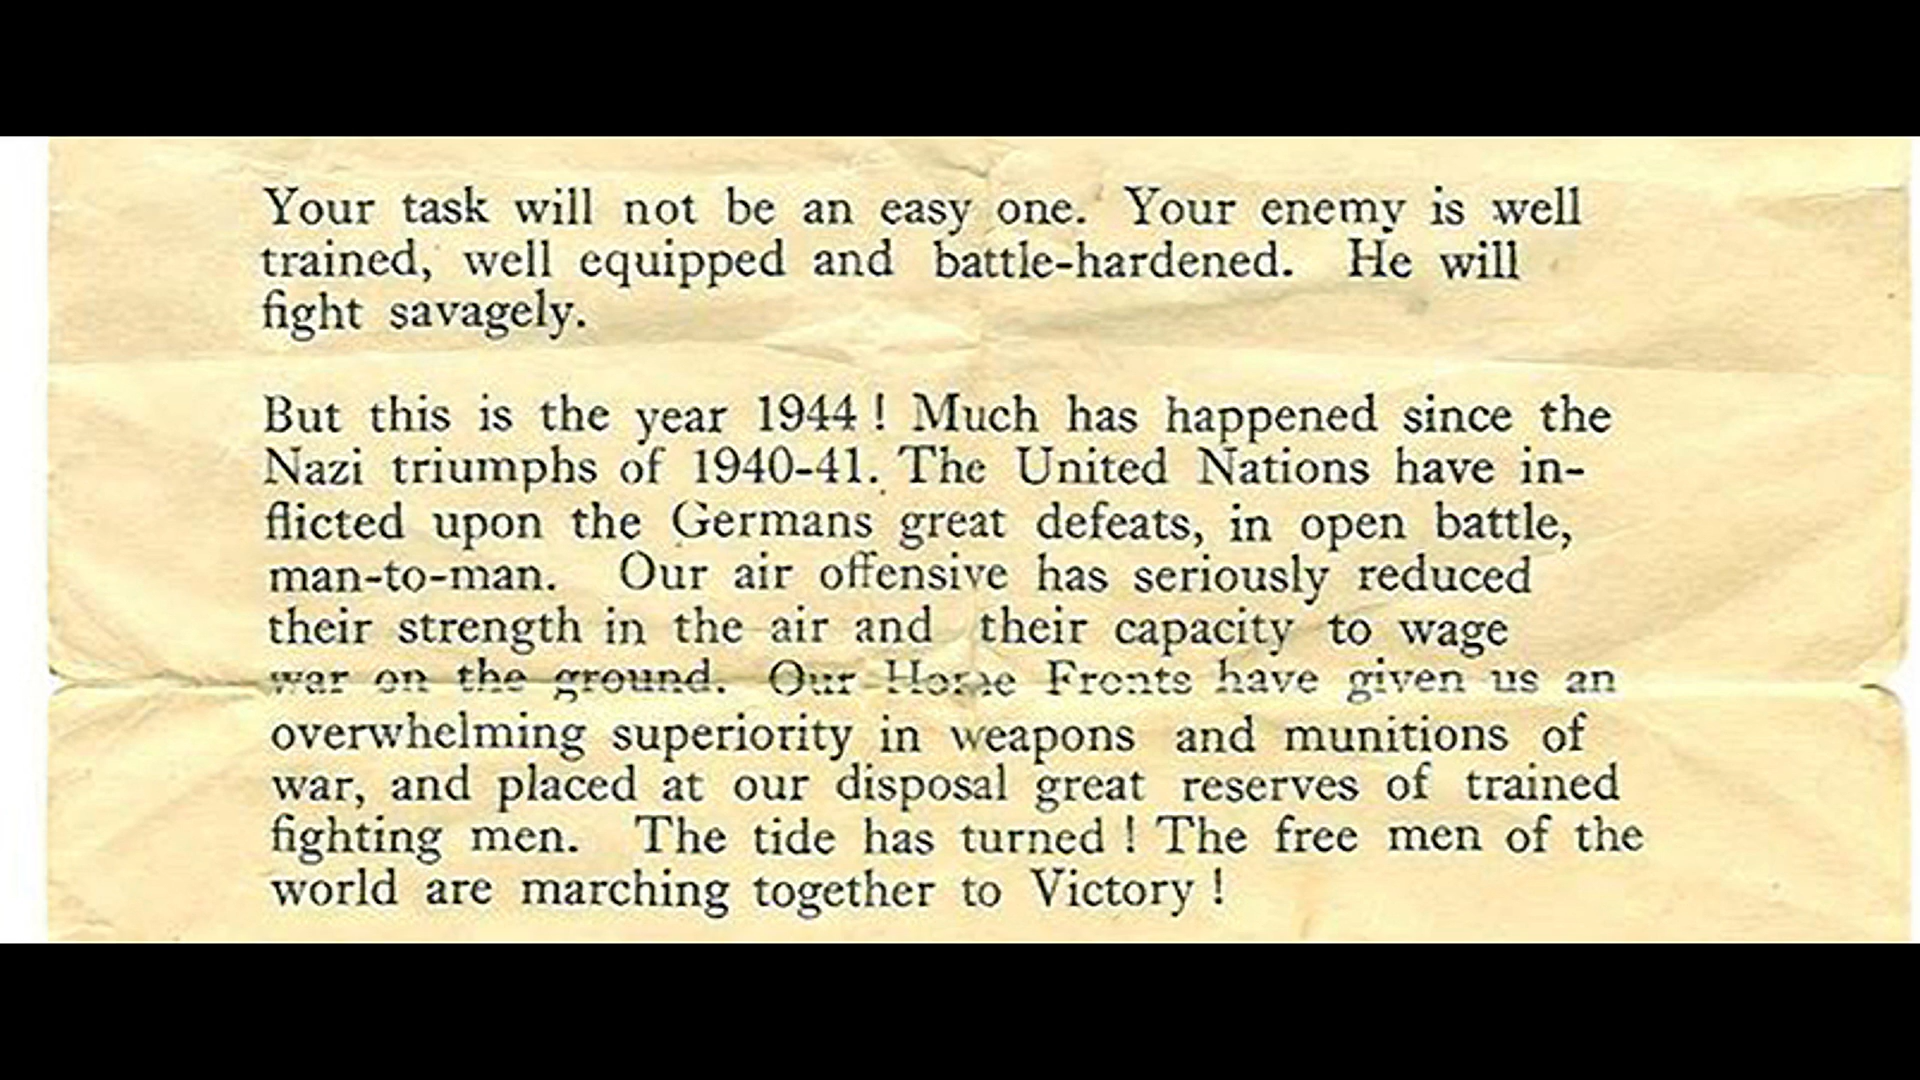 Your task will not be an easy one. Your enemy is well
trained, well equipped and battle-hardened. He will
fight savagely.
But this is the year 1944 ! Much has happened since the
Nazi triumphs of 1940-41. The United Nations have in-
flicted upon the Germans great defeats, in open battle,
man-to-man. Our air offensive has seriously reduced
their strength in the air and their capacity to wage
war on the ground. Our Home Fronts have given us an
overwhelming superiority in weapons and munitions of
war, and placed at our disposal great reserves of trained
fighting men. The tide has turned ! The free men of the
world are marching together to Victory !